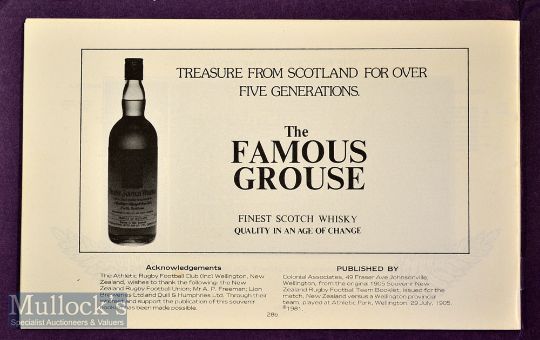 TREASURE FROM SCOTLAND FOR OVER
FIVE GENERATIONS.
The
FAMOUS
GROUSE
FINEST SCOTCH WHISKY
QUALITY IN AN AGE OF CHANGE
Acknowledgements
The Athletic Rugby Football Club (Inc) Wellington, New
Zealand, wishes to thank the following: the New
Zealand Rugby Football Union; Mr A. P. Freeman; Lion
Breweries Ltd and Quill & Humphries Ltd. Through their
and support the publication of this souvenir
has been made possible.
PUBLISHED BY
Colonial Associates, 49 Fraser Ave Johnsonville,
Wellington, from the original 1905 Souvenir New
Zealand Rugby Football Team Booklet, issued for the
match, New Zealand versus a Wellington provincial
team, played at Athletic Park, Wellington, 29 July, 1905.
©1981.
28b
Mullock's
Specialist Auctioneers & Valuers